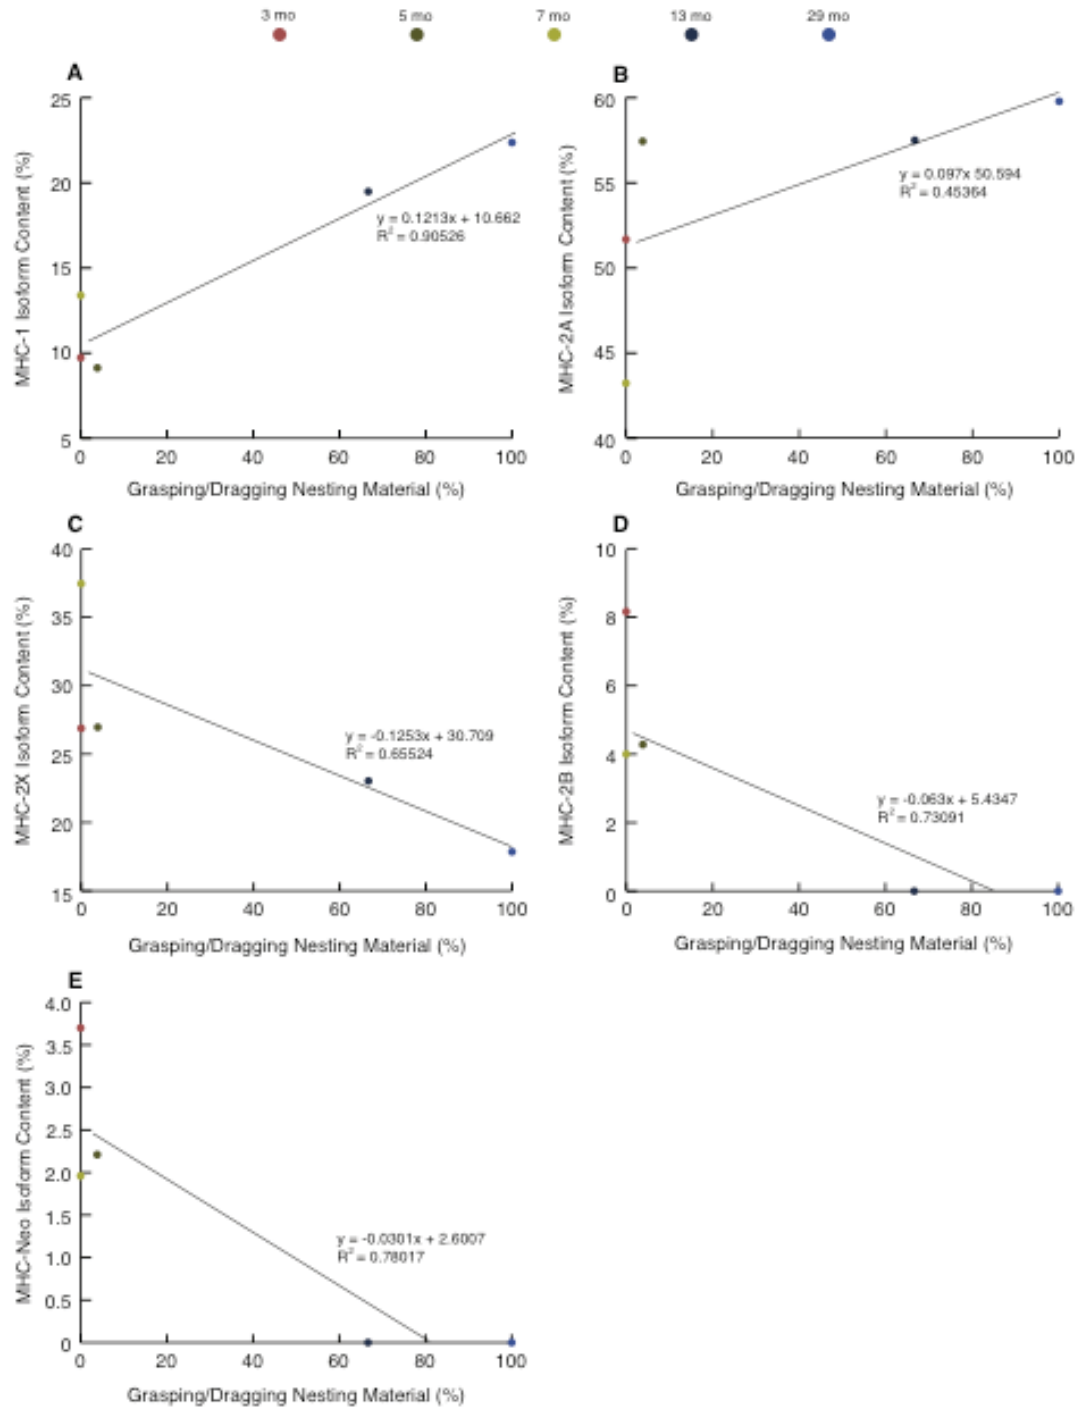 3 mo 5 mo 7 mo 13 mo 29 mo
A
25
20
15
10
5
MHC-1 Isoform Content (%)
y = 0.1213x + 10.662
R² = 0.90526
0 20 40 60 80 100
Grasping/Dragging Nesting Material (%)
B
60
55
50
45
40
MHC-2A Isoform Content (%)
y = 0.097x 50.594
R² = 0.45364
0 20 40 60 80 100
Grasping/Dragging Nesting Material (%)
C
40
35
30
25
20
15
MHC-2X Isoform Content (%)
y = -0.1253x + 30.709
R² = 0.65524
0 20 40 60 80 100
Grasping/Dragging Nesting Material (%)
D
10
8
6
4
2
0
MHC-2B Isoform Content (%)
y = -0.063x + 5.4347
R² = 0.73091
0 20 40 60 80 100
Grasping/Dragging Nesting Material (%)
E
4.0
3.5
3.0
2.5
2.0
1.5
1.0
0.5
0
MHC-Neo Isoform Content (%)
y = -0.0301x + 2.6007
R² = 0.78017
0 20 40 60 80 100
Grasping/Dragging Nesting Material (%)